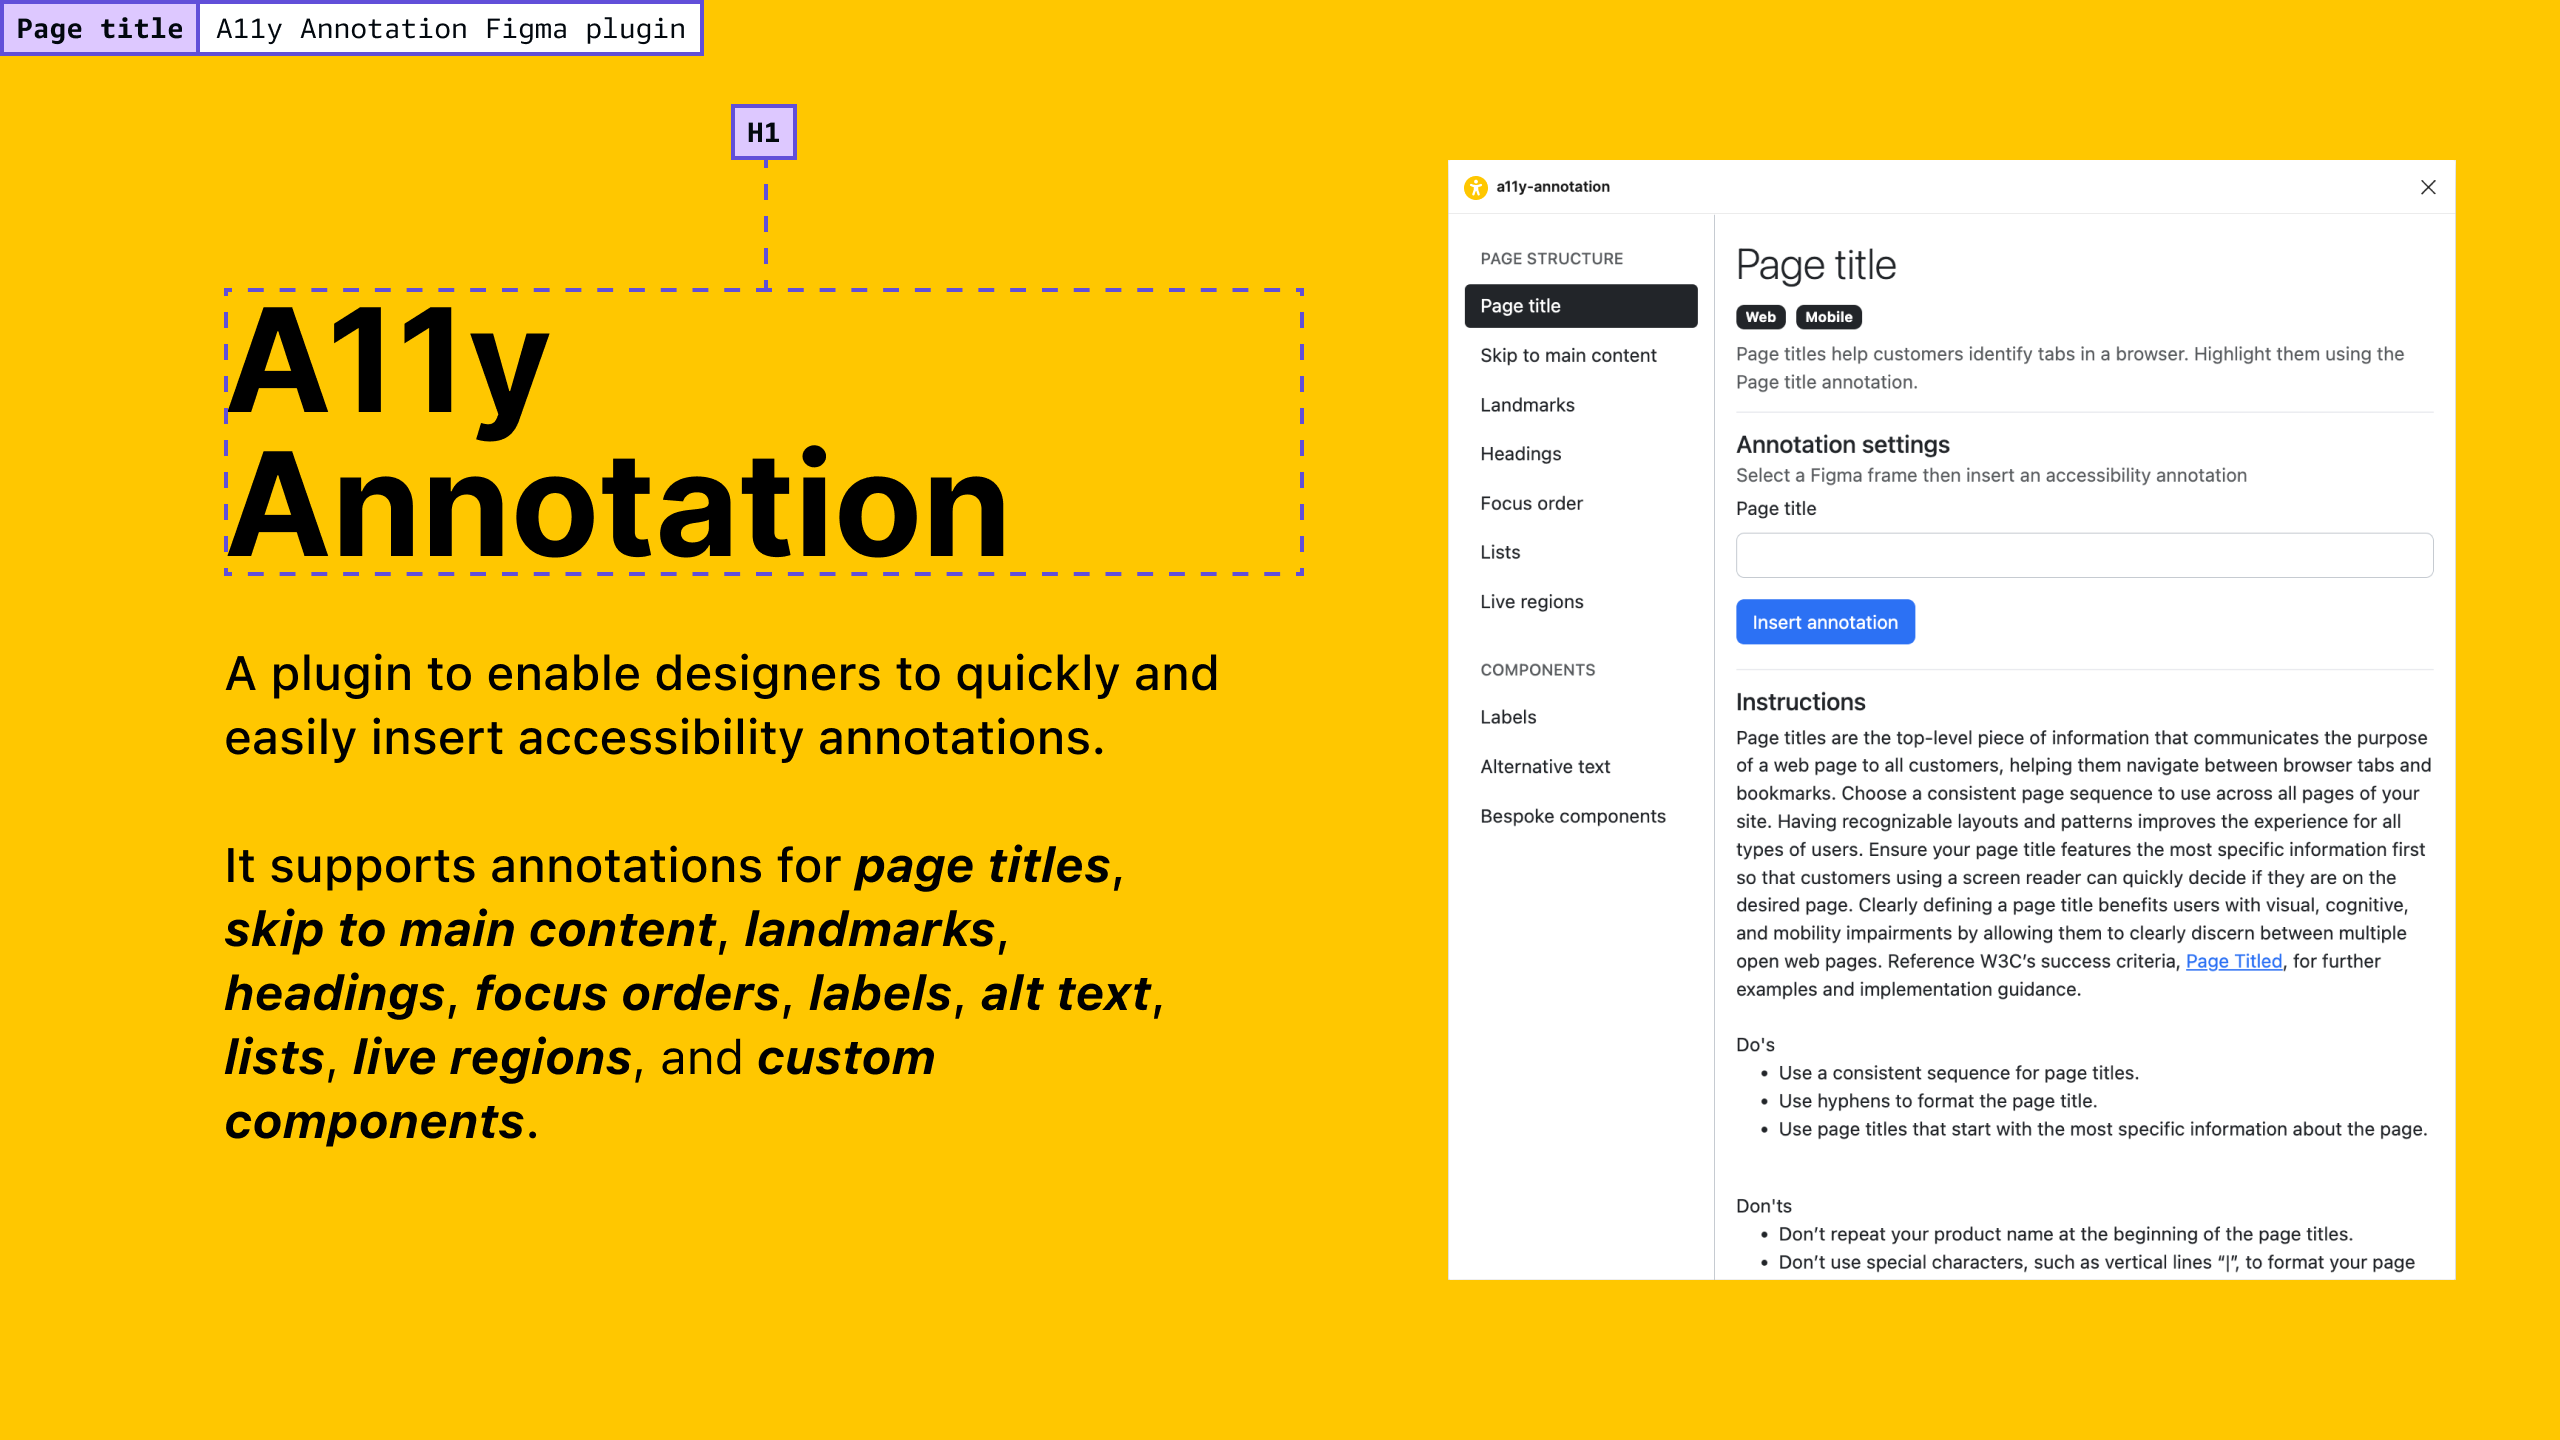 Page title A11y Annotation Figma plugin
H1
A11y
Annotation
A plugin to enable designers to quickly and
easily insert accessibility annotations.
It supports annotations for page titles,
skip to main content, landmarks,
headings, focus orders, labels, alt text,
lists, live regions, and custom
components.
a11y-annotation
PAGE STRUCTURE
Page title
Skip to main content
Landmarks
Headings
Focus order
Lists
Live regions
COMPONENTS
Labels
Alternative text
Bespoke components
Page title
Web Mobile
Page titles help customers identify tabs in a browser. Highlight them using the
Page title annotation.
Annotation settings
Select a Figma frame then insert an accessibility annotation
Page title
Insert annotation
Instructions
Page titles are the top-level piece of information that communicates the purpose
of a web page to all customers, helping them navigate between browser tabs and
bookmarks. Choose a consistent page sequence to use across all pages of your
site. Having recognizable layouts and patterns improves the experience for all
types of users. Ensure your page title features the most specific information first
so that customers using a screen reader can quickly decide if they are on the
desired page. Clearly defining a page title benefits users with visual, cognitive,
and mobility impairments by allowing them to clearly discern between multiple
open web pages. Reference W3C’s success criteria, Page Titled, for further
examples and implementation guidance.
Do's
• Use a consistent sequence for page titles.
• Use hyphens to format the page title.
• Use page titles that start with the most specific information about the page.
Don'ts
• Don’t repeat your product name at the beginning of the page titles.
• Don’t use special characters, such as vertical lines “|”, to format your page